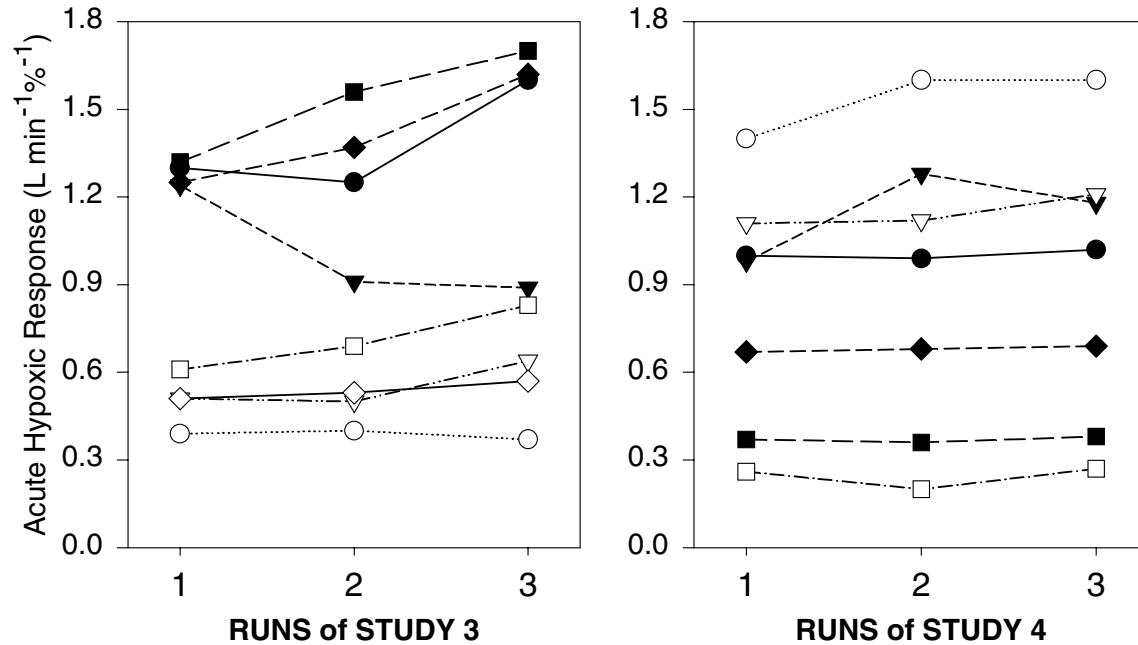 Acute Hypoxic Response (L min⁻¹%⁻¹)
1.8
1.5
1.2
0.9
0.6
0.3
0.0
1 2 3
RUNS of STUDY 3
1.8
1.5
1.2
0.9
0.6
0.3
0.0
1 2 3
RUNS of STUDY 4